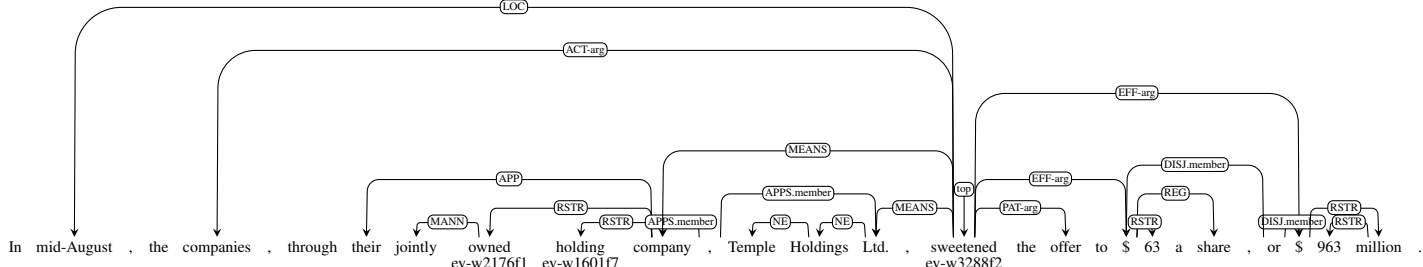 LOC
ACT-arg
EFF-arg
MEANS
DISJ.member
APP EFF-arg
top
APPS.member REG
RSTR MEANS PAT-arg RSTR
MANN RSTR APPS.member NE NE RSTR DISJ.member RSTR
In mid-August , the companies , through their jointly owned holding company , Temple Holdings Ltd. , sweetened the offer to $ 63 a share , or $ 963 million .
ev-w2176f1 ev-w1601f7 ev-w3288f2